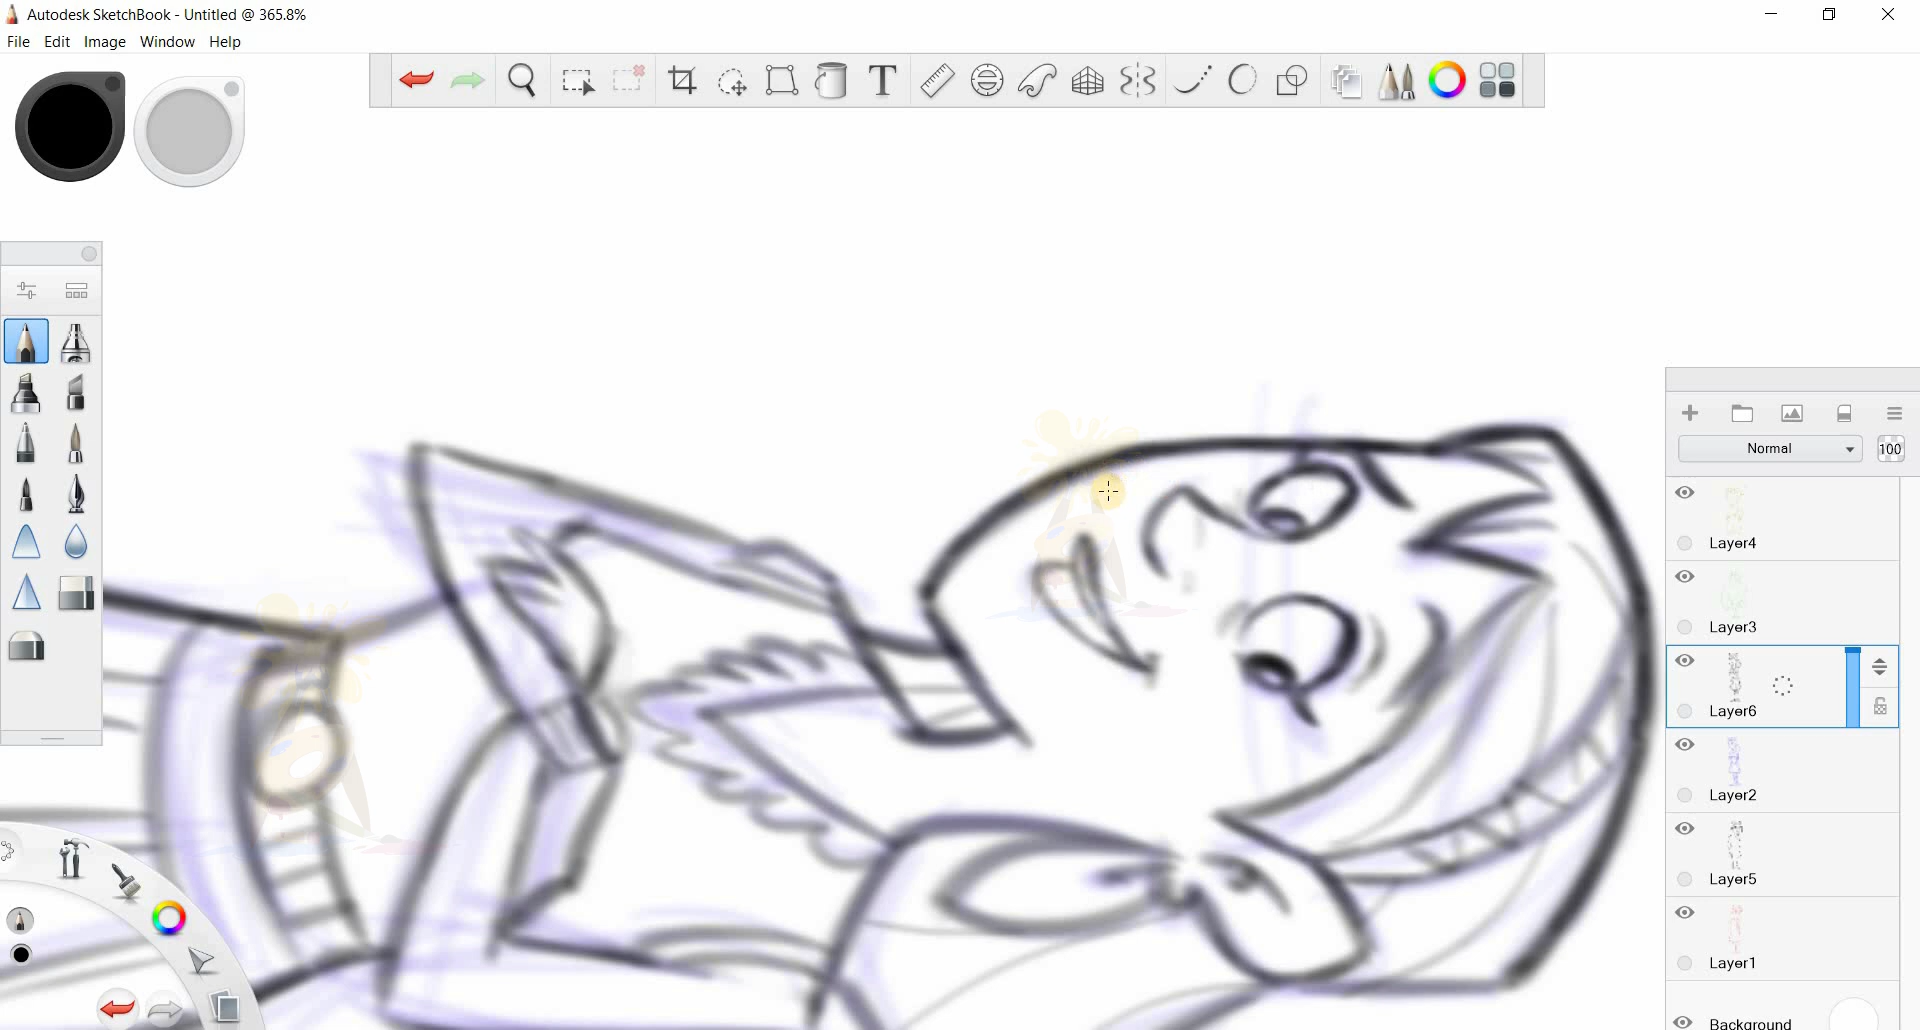 Autodesk SketchBook - Untitled @ 365.8%
File Edit Image Window Help
T
Normal 100
Layer4
Layer3
Layer6
Layer2
Layer5
Layer1
Background